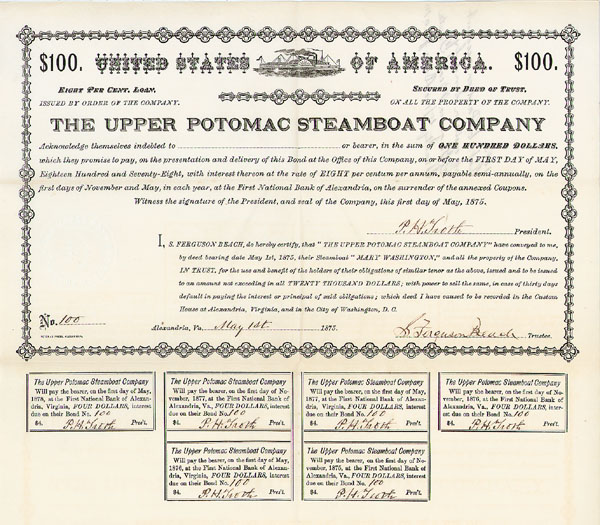 $100. UNITED STATES OF AMERICA. $100.
EIGHT PER CENT. LOAN. SECURED BY DEED OF TRUST,
ISSUED BY ORDER OF THE COMPANY. ON ALL THE PROPERTY OF THE COMPANY.
THE UPPER POTOMAC STEAMBOAT COMPANY
Acknowledge themselves indebted to or bearer, in the sum of ONE HUNDRED DOLLARS,
which they promise to pay, on the presentation and delivery of this Bond at the Office of this Company, on or before the FIRST DAY of MAY,
Eighteen Hundred and Seventy-Eight, with interest thereon at the rate of EIGHT per centum per annum, payable semi-annually, on the
first days of November and May, in each year, at the First National Bank of Alexandria, on the surrender of the annexed Coupons.
Witness the signature of the President, and seal of the Company, this first day of May, 1875.
P. H. Troth President.
I, S. FERGUSON BEACH, do hereby certify, that "THE UPPER POTOMAC STEAMBOAT COMPANY" have conveyed to me,
by deed bearing date May 1st, 1875, their Steamboat "MARY WASHINGTON," and all the property of the Company,
IN TRUST, for the use and benefit of the holders of their obligations of similar tenor as the above, issued and to be issued
to an amount not exceeding in all TWENTY THOUSAND DOLLARS; with power to sell the same, in case of thirty days
default in paying the interest or principal of said obligations; which deed I have caused to be recorded in the Custom
House at Alexandria, Virginia, and in the City of Washington, D. C.
No. 100
Alexandria, Va. May 1st 1875. S. Ferguson Beach Trustee.
The Upper Potomac Steamboat Company
Will pay the bearer, on the first day of May,
1878, at the First National Bank of Alexan-
dria, Virginia, FOUR DOLLARS, interest
due on their Bond No. 100
$4. P. H. Troth Pres't.
The Upper Potomac Steamboat Company
Will pay the bearer, on the first day of No-
vember, 1877, at the First National Bank of
Alexandria, Va., FOUR DOLLARS, inter-
est due on their Bond No. 100
$4. P. H. Troth Pres't.
The Upper Potomac Steamboat Company
Will pay the bearer, on the first day of May,
1877, at the First National Bank of Alexan-
dria, Virginia, FOUR DOLLARS, interest
due on their Bond No. 100
$4. P. H. Troth Pres't.
The Upper Potomac Steamboat Company
Will pay the bearer, on the first day of No-
vember, 1876, at the First National Bank of
Alexandria, Va., FOUR DOLLARS, inter-
est due on their Bond No. 100
$4. P. H. Troth Pres't.
The Upper Potomac Steamboat Company
Will pay the bearer, on the first day of May,
1876, at the First National Bank of Alexan-
dria, Virginia, FOUR DOLLARS, interest
due on their Bond No. 100
$4. P. H. Troth Pres't.
The Upper Potomac Steamboat Company
Will pay the bearer, on the first day of No-
vember, 1875, at the First National Bank of
Alexandria, Va., FOUR DOLLARS, inter-
est due on their Bond No. 100
$4. P. H. Troth Pres't.